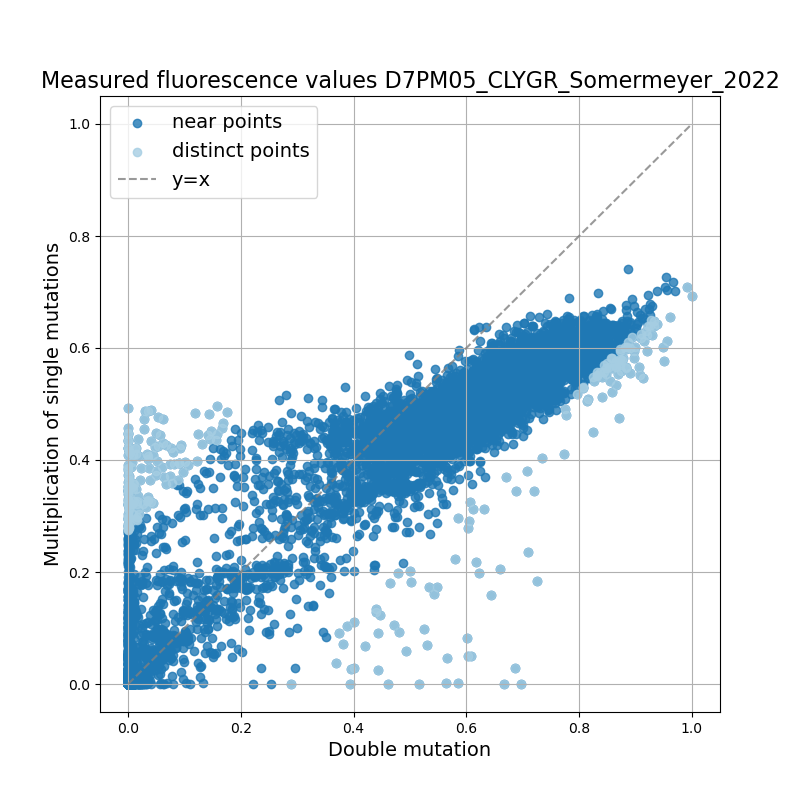 Measured fluorescence values D7PM05_CLYGR_Somermeyer_2022
near points
distinct points
y=x
Multiplication of single mutations
1.0
0.8
0.6
0.4
0.2
0.0
0.0 0.2 0.4 0.6 0.8 1.0
Double mutation